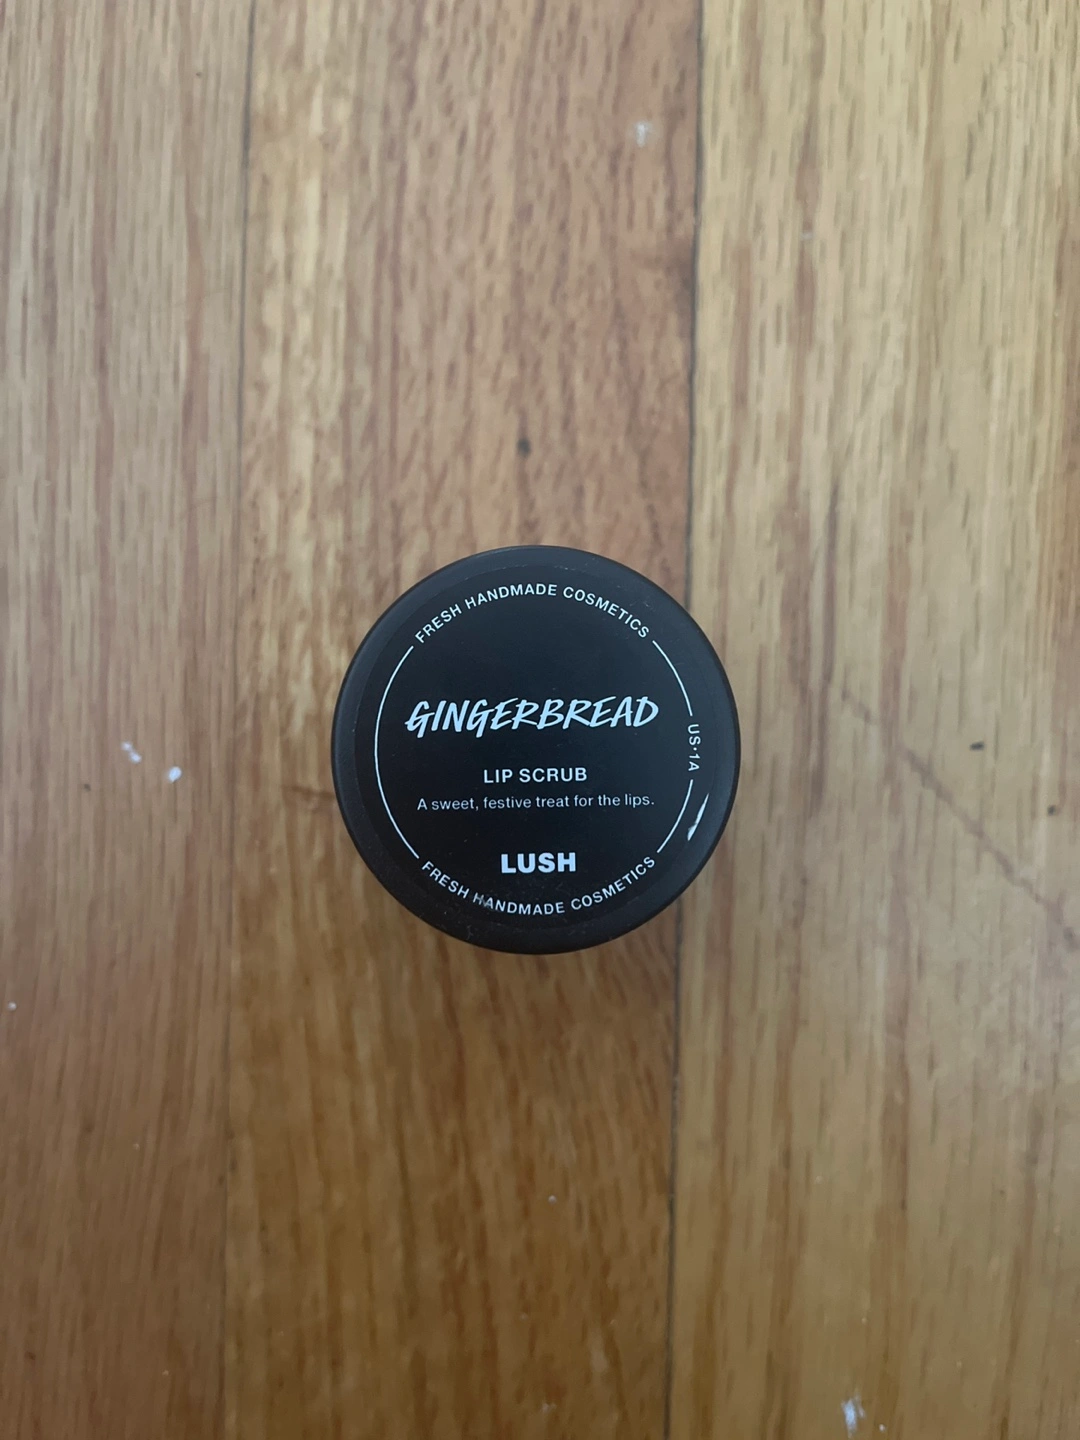 FRESH HANDMADE COSMETICS
GINGERBREAD
US•1A
LIP SCRUB
A sweet, festive treat for the lips.
LUSH
FRESH HANDMADE COSMETICS